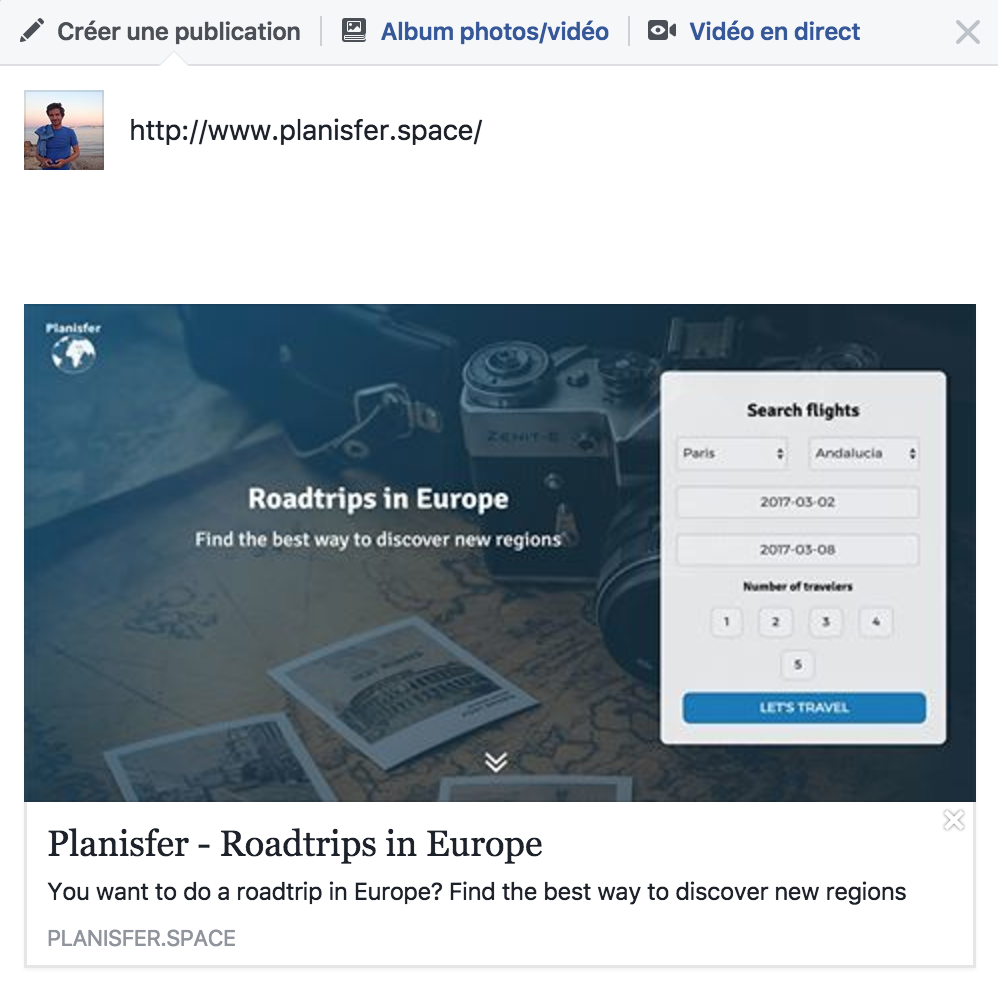 Créer une publication
Album photos/vidéo
Vidéo en direct
http://www.planisfer.space/
Planisfer
ZENIT-E
Search flights
Paris
Andalucia
Roadtrips in Europe
2017-03-02
Find the best way to discover new regions
2017-03-08
Number of travelers
1 2 3 4
5
LET'S TRAVEL
Planisfer - Roadtrips in Europe
You want to do a roadtrip in Europe? Find the best way to discover new regions
PLANISFER.SPACE